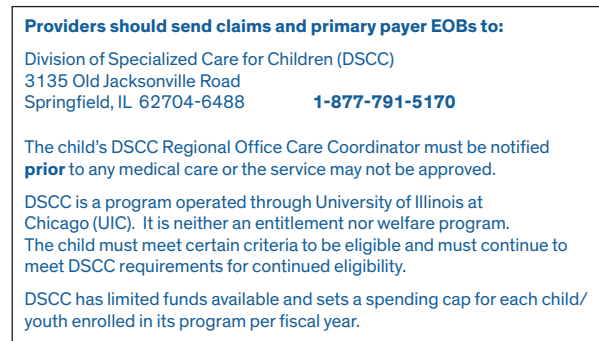 Providers should send claims and primary payer EOBs to:
Division of Specialized Care for Children (DSCC)
3135 Old Jacksonville Road
Springfield, IL 62704-6488 1-877-791-5170
The child's DSCC Regional Office Care Coordinator must be notified
prior to any medical care or the service may not be approved.
DSCC is a program operated through University of Illinois at
Chicago (UIC). It is neither an entitlement nor welfare program.
The child must meet certain criteria to be eligible and must continue to
meet DSCC requirements for continued eligibility.
DSCC has limited funds available and sets a spending cap for each child/
youth enrolled in its program per fiscal year.